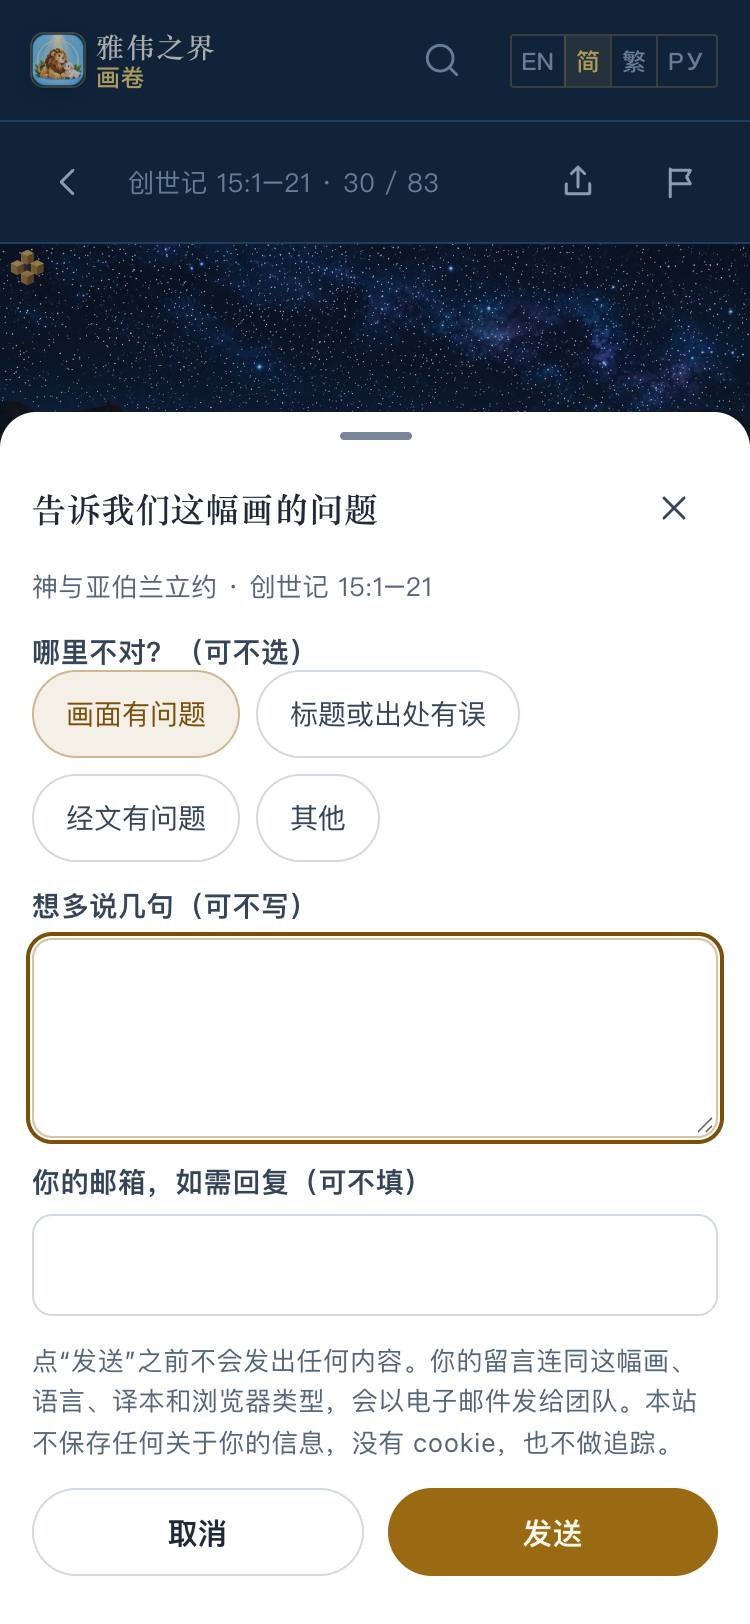 雅伟之界
画卷
EN 简 繁 РУ
创世记 15:1–21 · 30 / 83
告诉我们这幅画的问题
神与亚伯兰立约 · 创世记 15:1–21
哪里不对？（可不选）
画面有问题 标题或出处有误
经文有问题 其他
想多说几句（可不写）
你的邮箱，如需回复（可不填）
点“发送”之前不会发出任何内容。你的留言连同这幅画、
语言、译本和浏览器类型，会以电子邮件发给团队。本站
不保存任何关于你的信息，没有 cookie，也不做追踪。
取消 发送